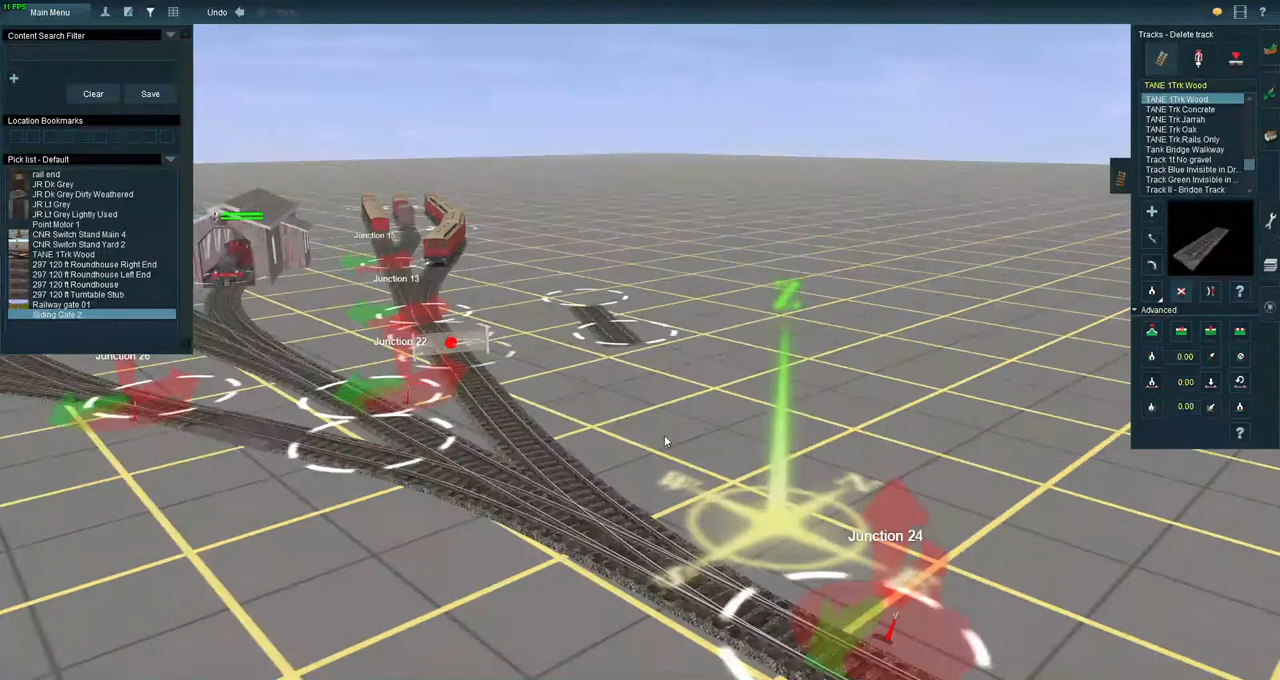 11 FPS
Main Menu
Undo
Redo
Content Search Filter
Clear
Save
Location Bookmarks
Pick list - Default
rail end
JR Dk Grey
JR Dk Grey Dirty Weathered
JR Lt Grey
JR Lt Grey Lightly Used
Point Motor 1
CNR Switch Stand Main 4
CNR Switch Stand Yard 2
TANE 1Trk Wood
297 120 ft Roundhouse Right End
297 120 ft Roundhouse Left End
297 120 ft Roundhouse
297 120 ft Turntable Stub
Railway gate 01
Siding Gate 2
Junction 15
Junction 13
Junction 22
Junction 26
Junction 24
Z
W
N
S
Tracks - Delete track
TANE 1Trk Wood
TANE 1Trk Wood
TANE Trk Concrete
TANE Trk Jarrah
TANE Trk Oak
TANE Trk Rails Only
Tank Bridge Walkway
Track 1t No gravel
Track Blue Invisible in Dr...
Track Green Invisible in ...
Track II - Bridge Track
?
Advanced
0.00
0.00
0.00
?